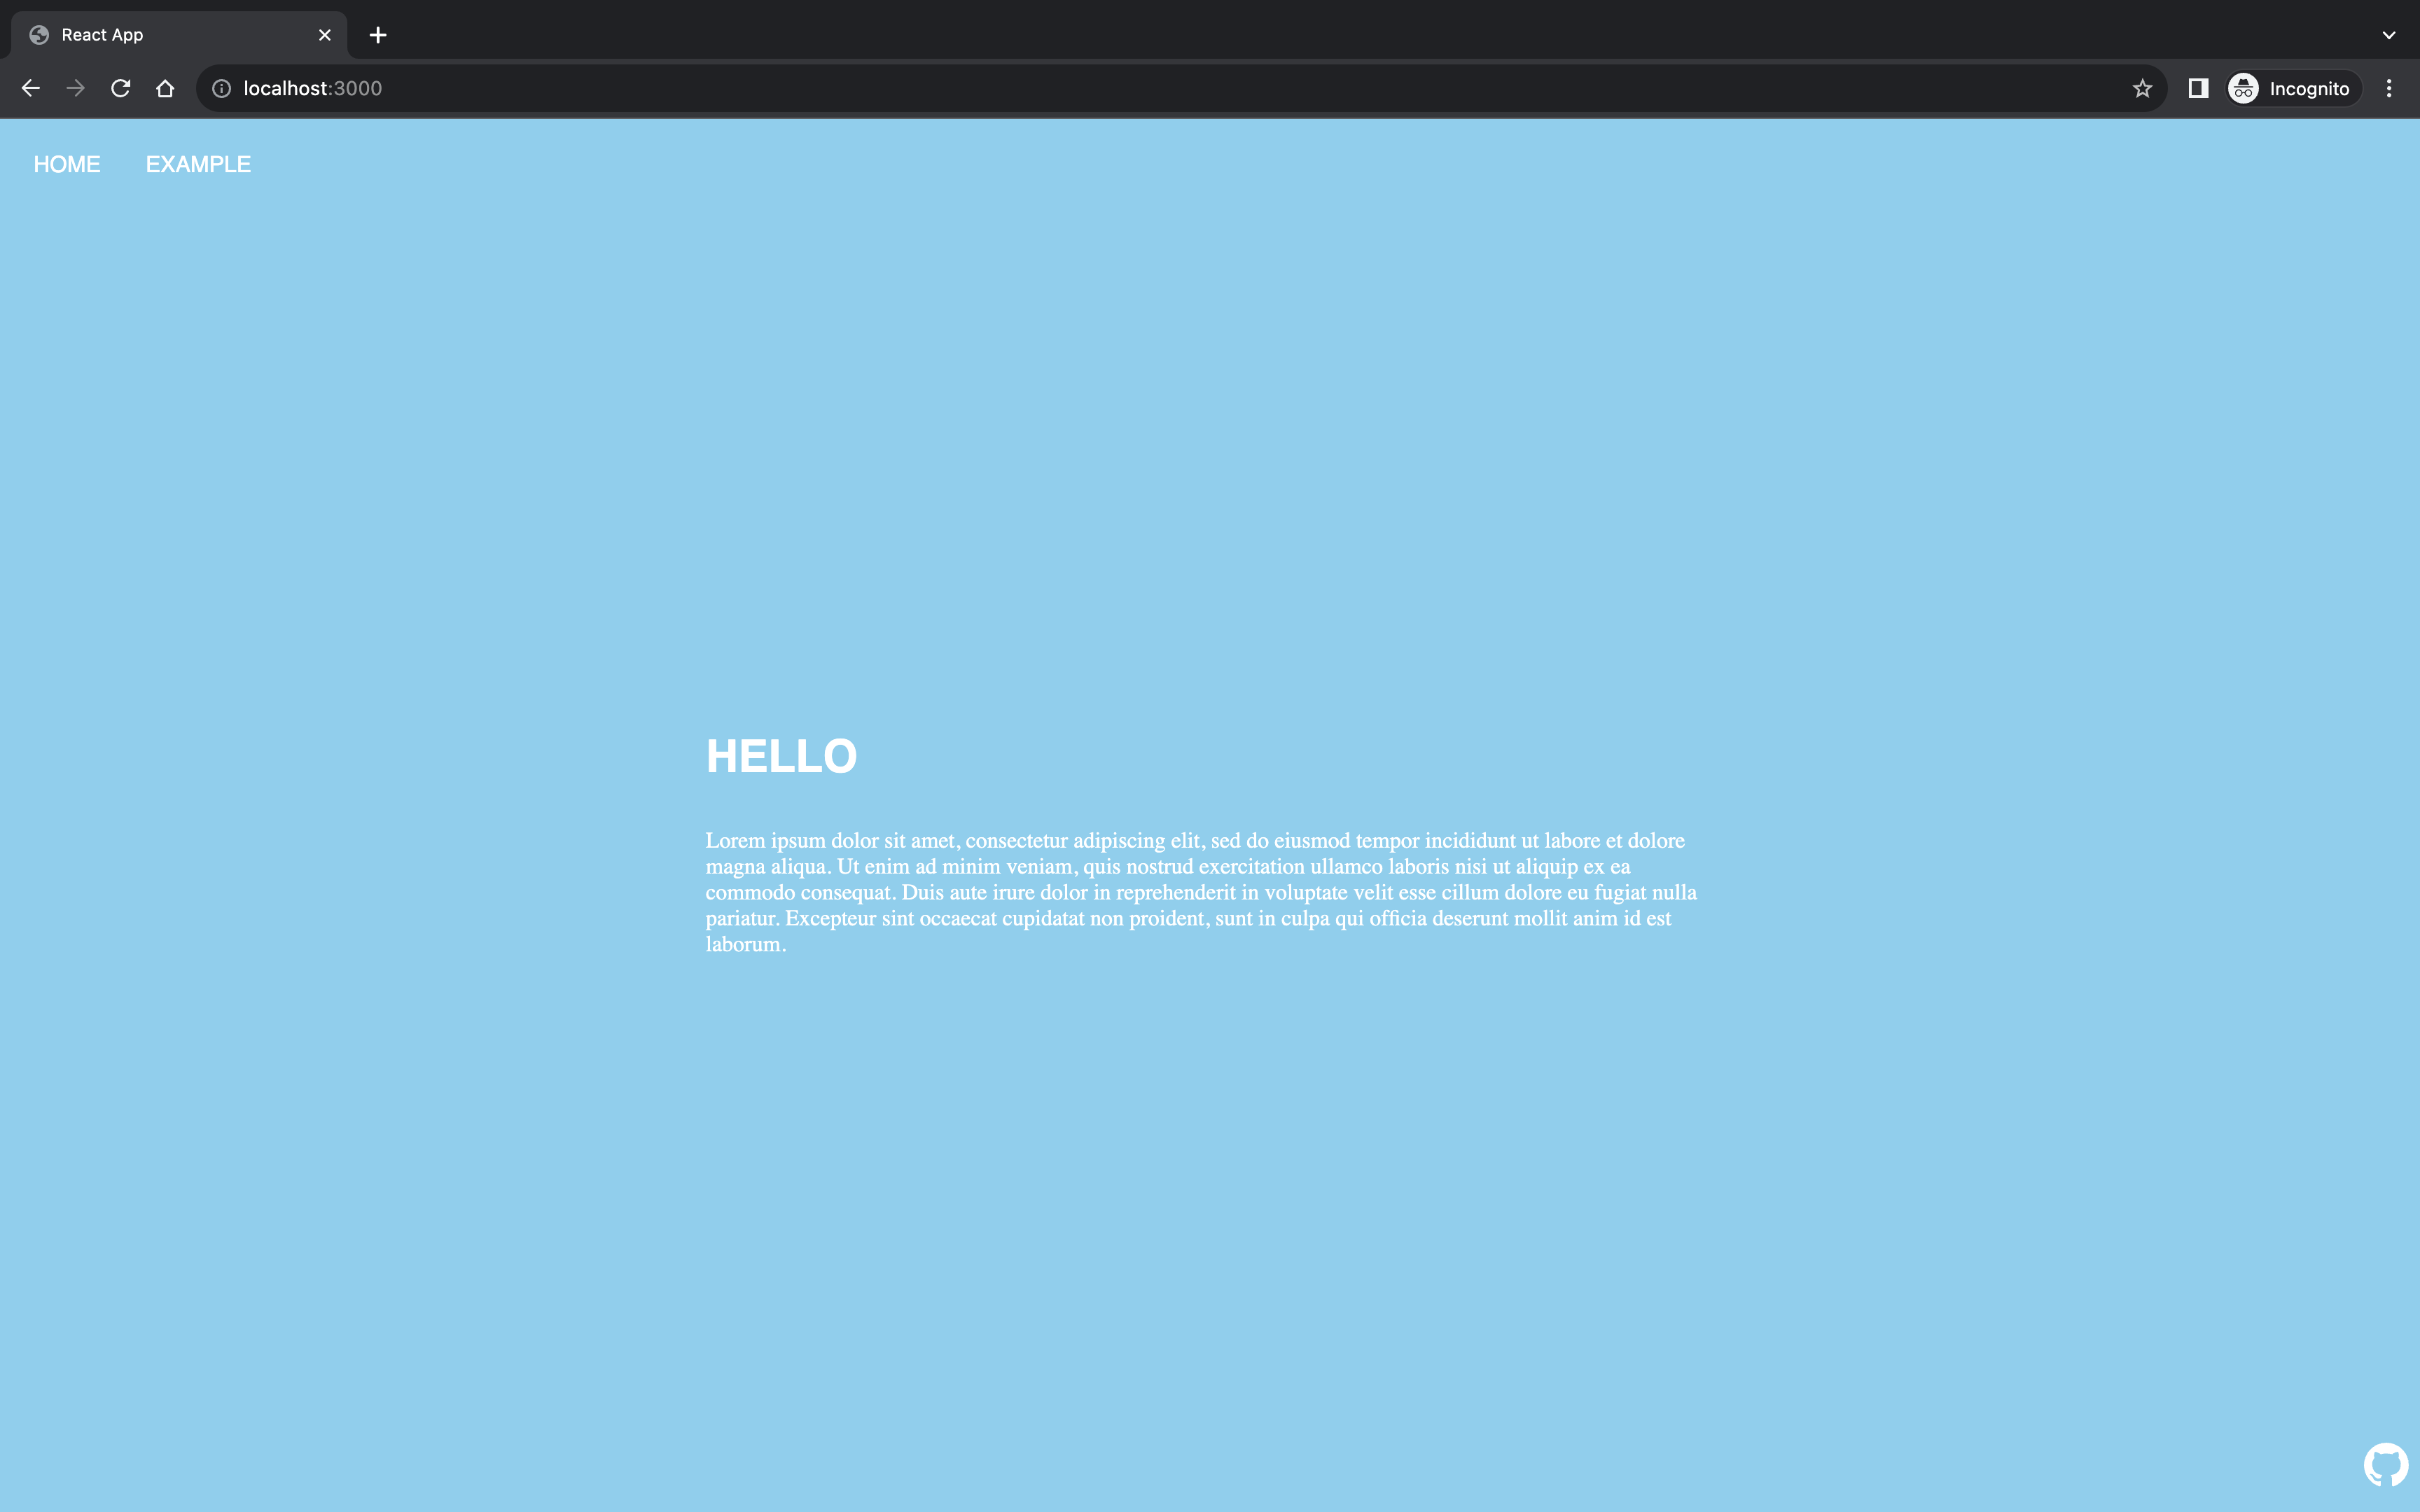 React App
localhost:3000
Incognito
HOME EXAMPLE
HELLO
Lorem ipsum dolor sit amet, consectetur adipiscing elit, sed do eiusmod tempor incididunt ut labore et dolore
magna aliqua. Ut enim ad minim veniam, quis nostrud exercitation ullamco laboris nisi ut aliquip ex ea
commodo consequat. Duis aute irure dolor in reprehenderit in voluptate velit esse cillum dolore eu fugiat nulla
pariatur. Excepteur sint occaecat cupidatat non proident, sunt in culpa qui officia deserunt mollit anim id est
laborum.